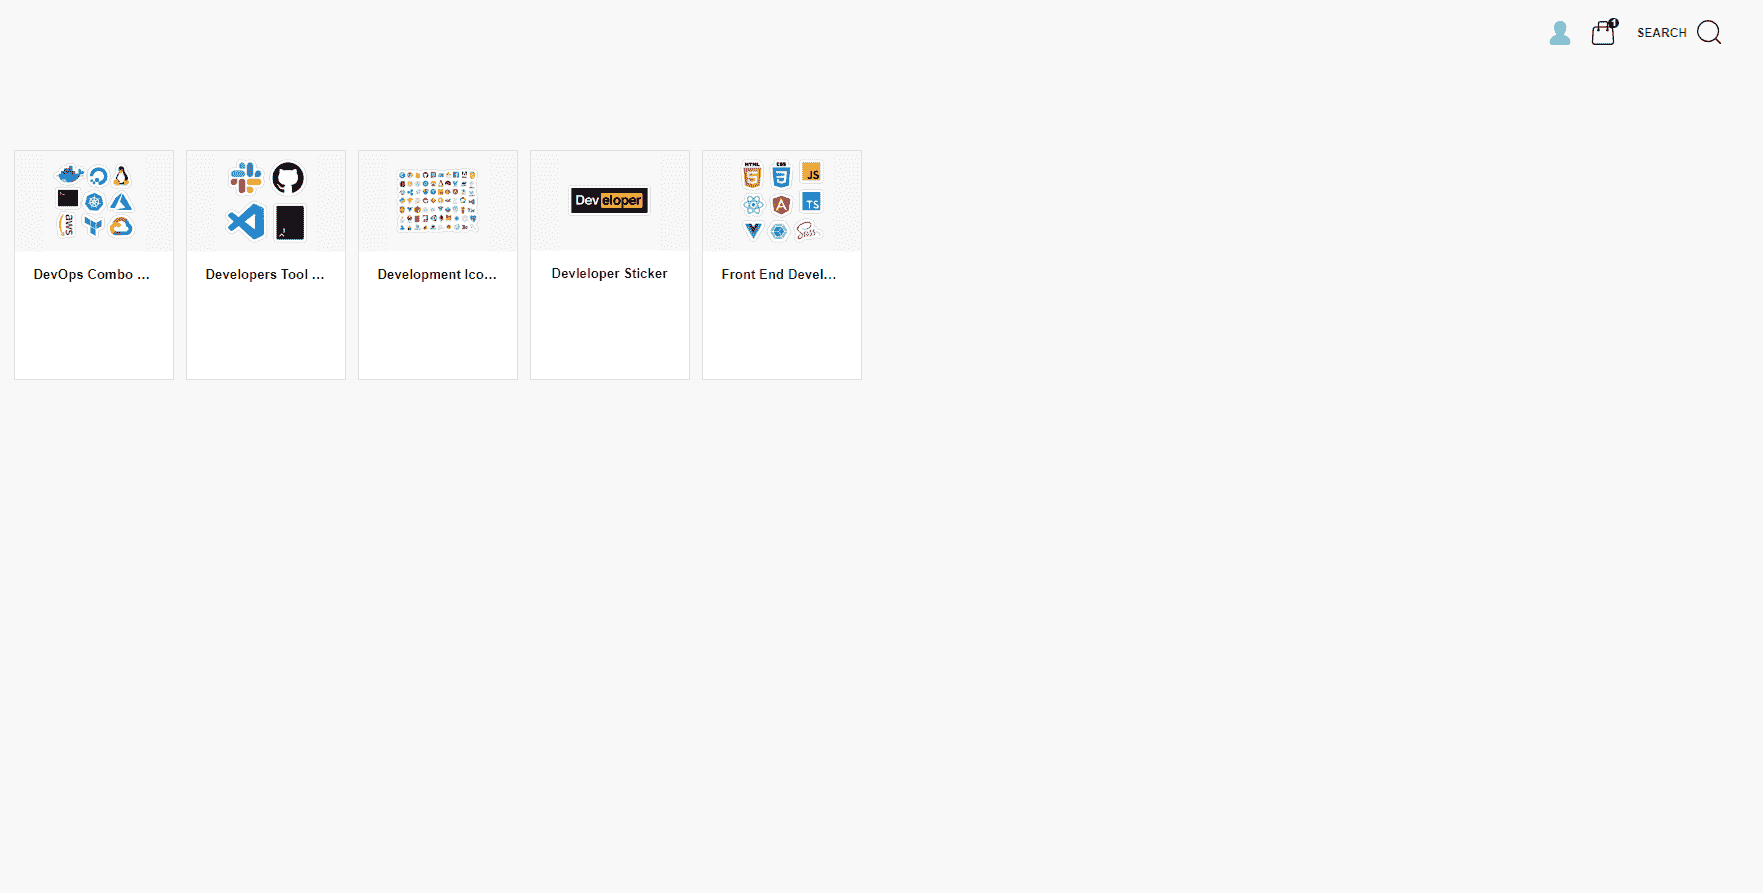 1
SEARCH
aws
Developer
HTML
CSS
JS
TS
Sass
DevOps Combo ...
Developers Tool ...
Development Ico...
Devleloper Sticker
Front End Devel...